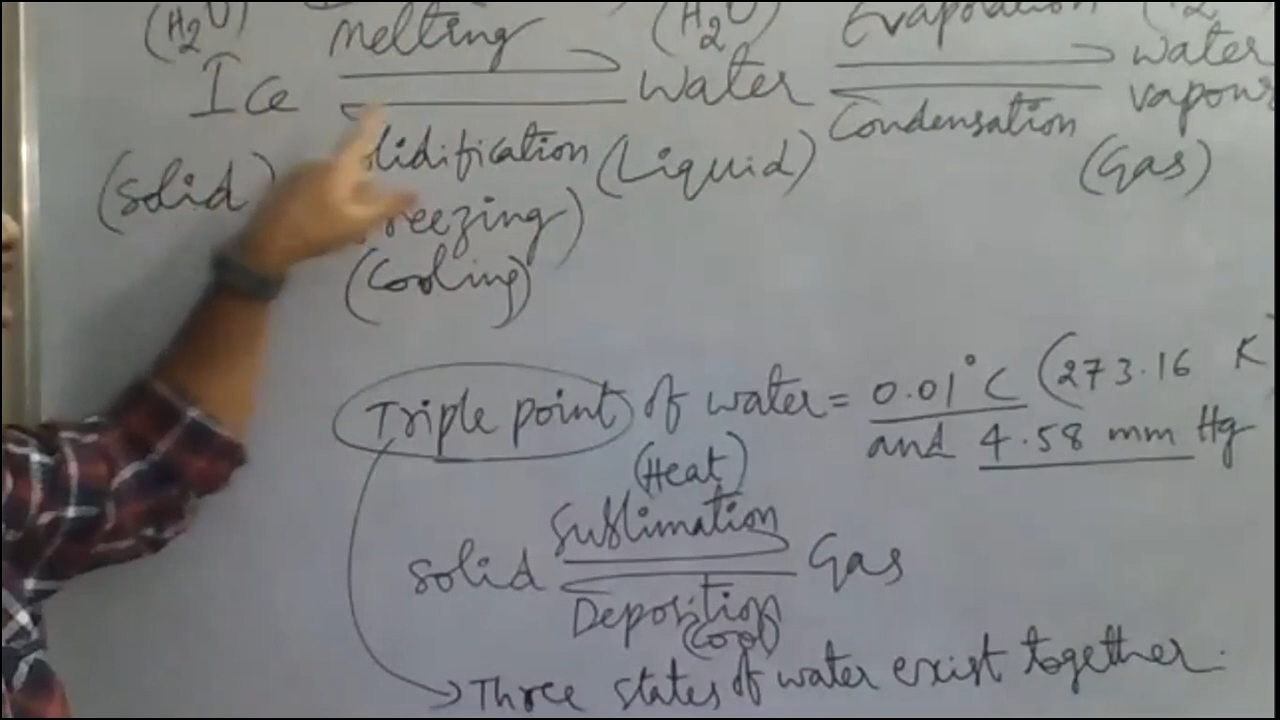 (H2O) melting (H2O) Evaporation
Ice ⇌ water ⇌ water
vapour
(Solid) (Liquid) Condensation (Gas)
(Cooling)
Triple point of water = 0.01°C (273.16 K
and 4.58 mm Hg
(Heat)
Solid Sublimation Gas
Deposition
(Cool)
→ Three states of water exist together.